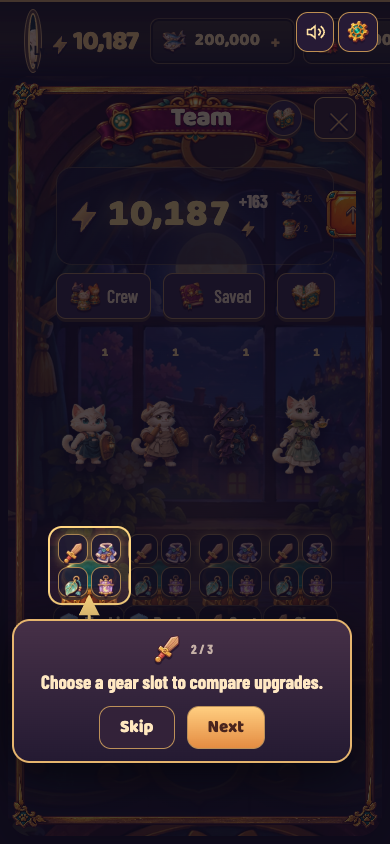 10,187
200,000 +
Team
10,187
+163
Crew
Saved
1
1
1
1
2/3
Choose a gear slot to compare upgrades.
Skip
Next